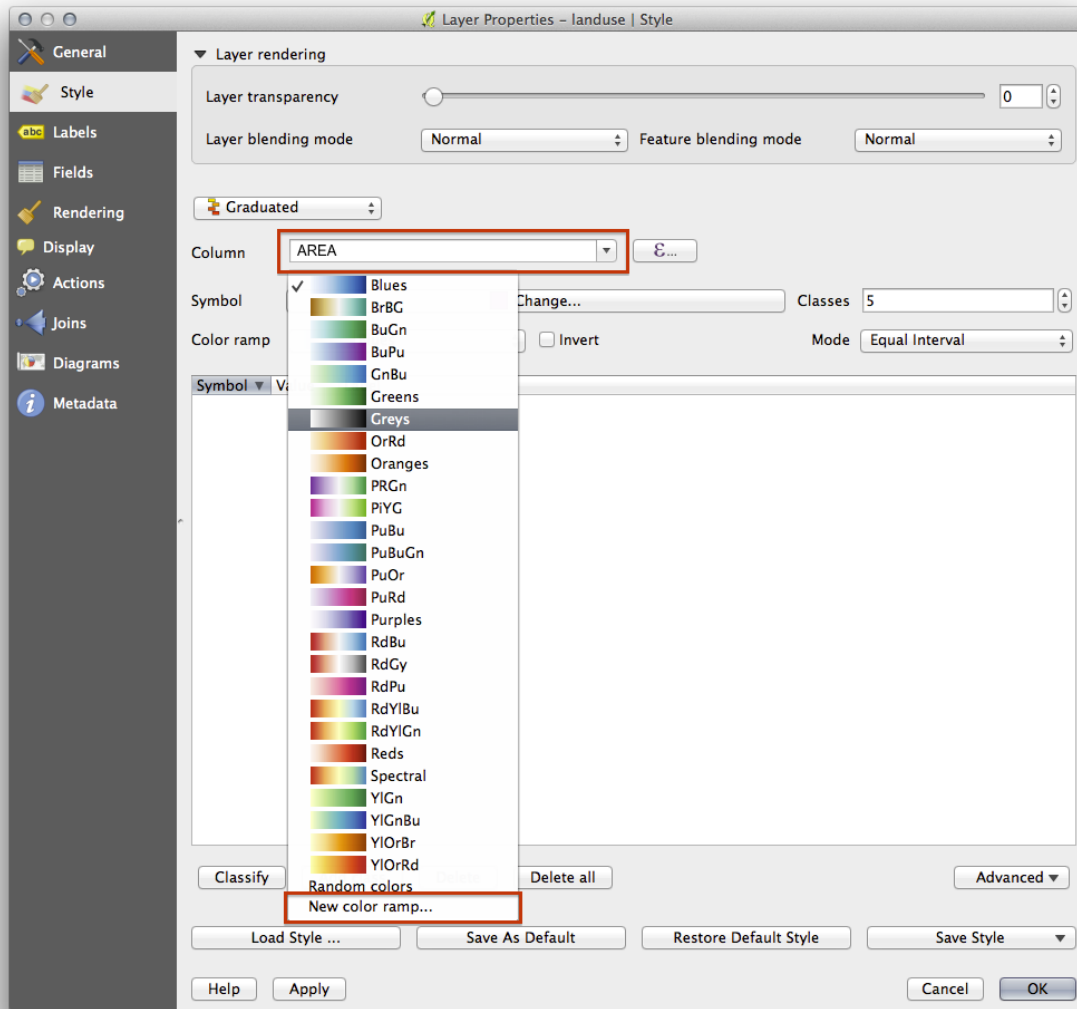 Layer Properties – landuse | Style
General
Style
Labels
Fields
Rendering
Display
Actions
Joins
Diagrams
Metadata
Layer rendering
Layer transparency 0
Layer blending mode Normal Feature blending mode Normal
Graduated
Column AREA ε...
Symbol Change... Classes 5
Color ramp Invert Mode Equal Interval
Symbol
Blues
BrBG
BuGn
BuPu
GnBu
Greens
Greys
OrRd
Oranges
PRGn
PiYG
PuBu
PuBuGn
PuOr
PuRd
Purples
RdBu
RdGy
RdPu
RdYlBu
RdYlGn
Reds
Spectral
YlGn
YlGnBu
YlOrBr
YlOrRd
Random colors
New color ramp...
Classify Delete Delete all Advanced
Load Style ... Save As Default Restore Default Style Save Style
Help Apply Cancel OK